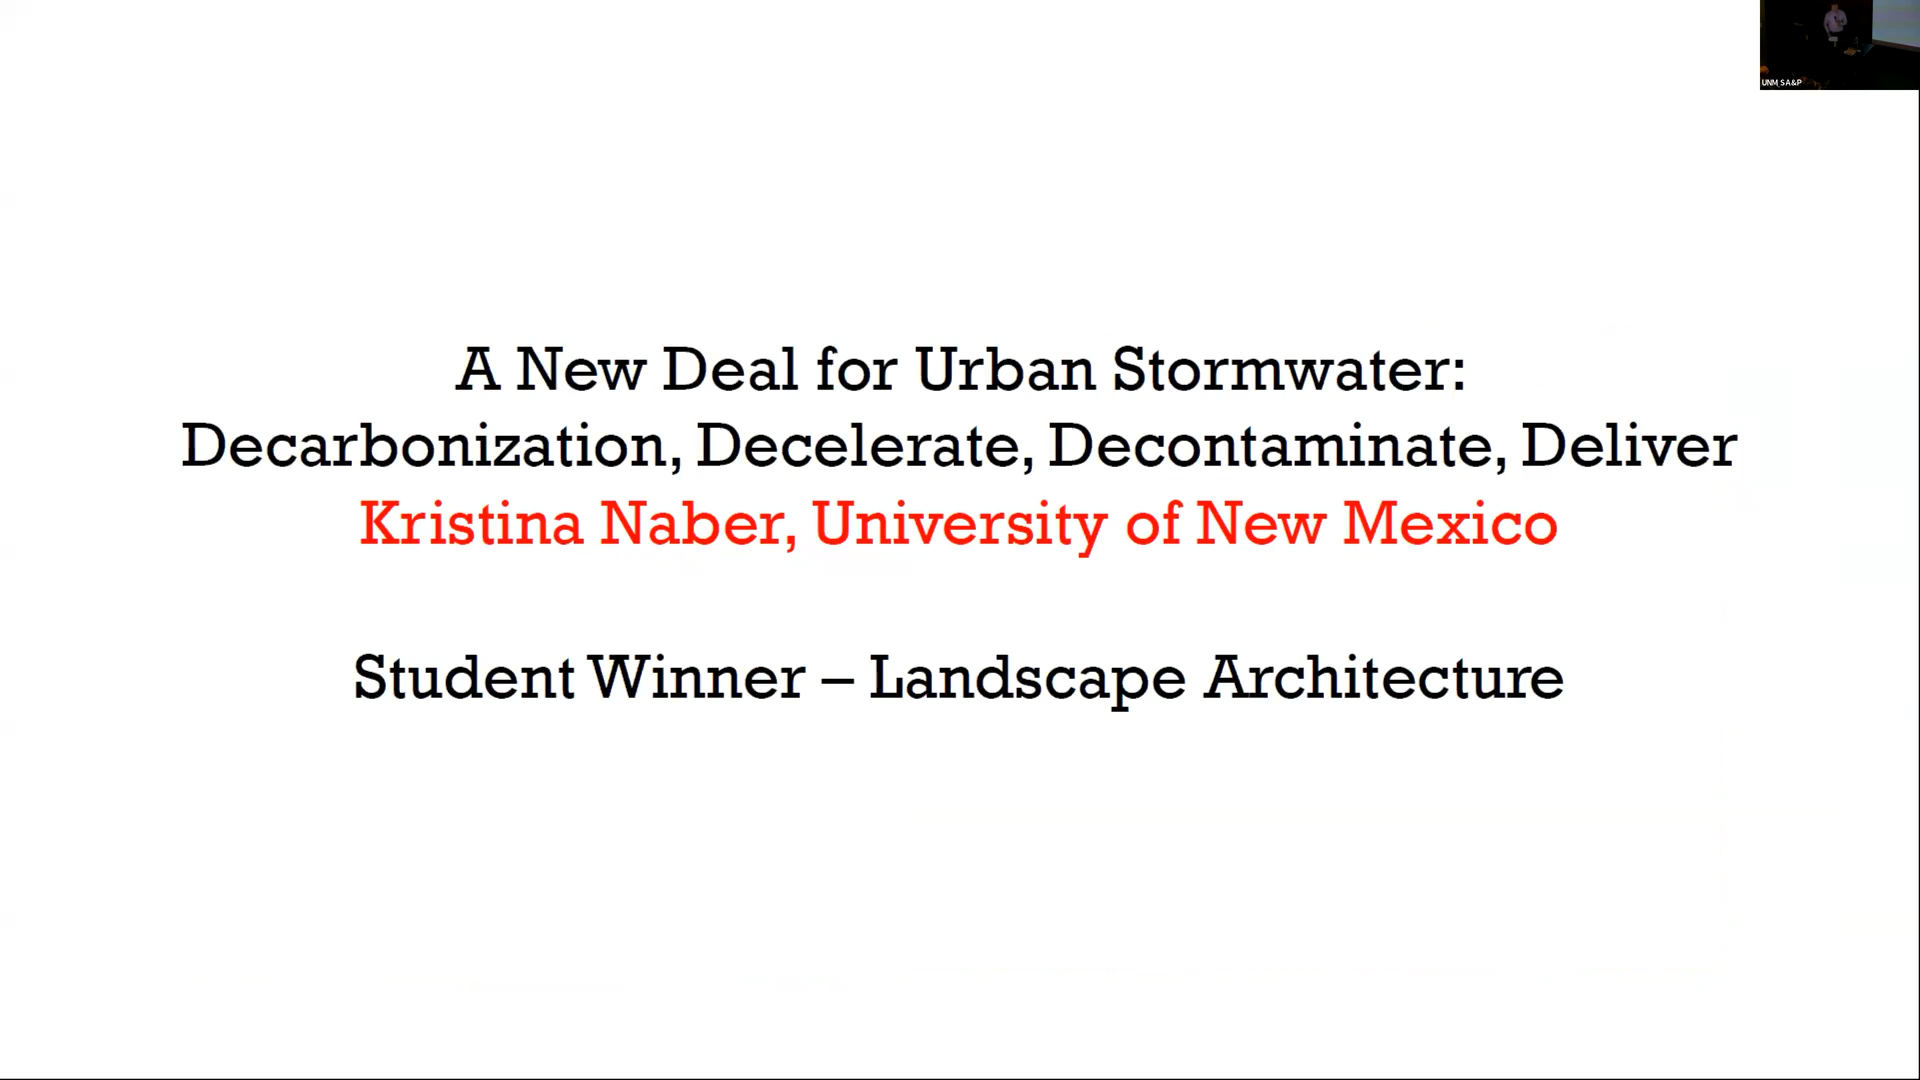 UNM SA&P
A New Deal for Urban Stormwater:
Decarbonization, Decelerate, Decontaminate, Deliver
Kristina Naber, University of New Mexico
Student Winner – Landscape Architecture